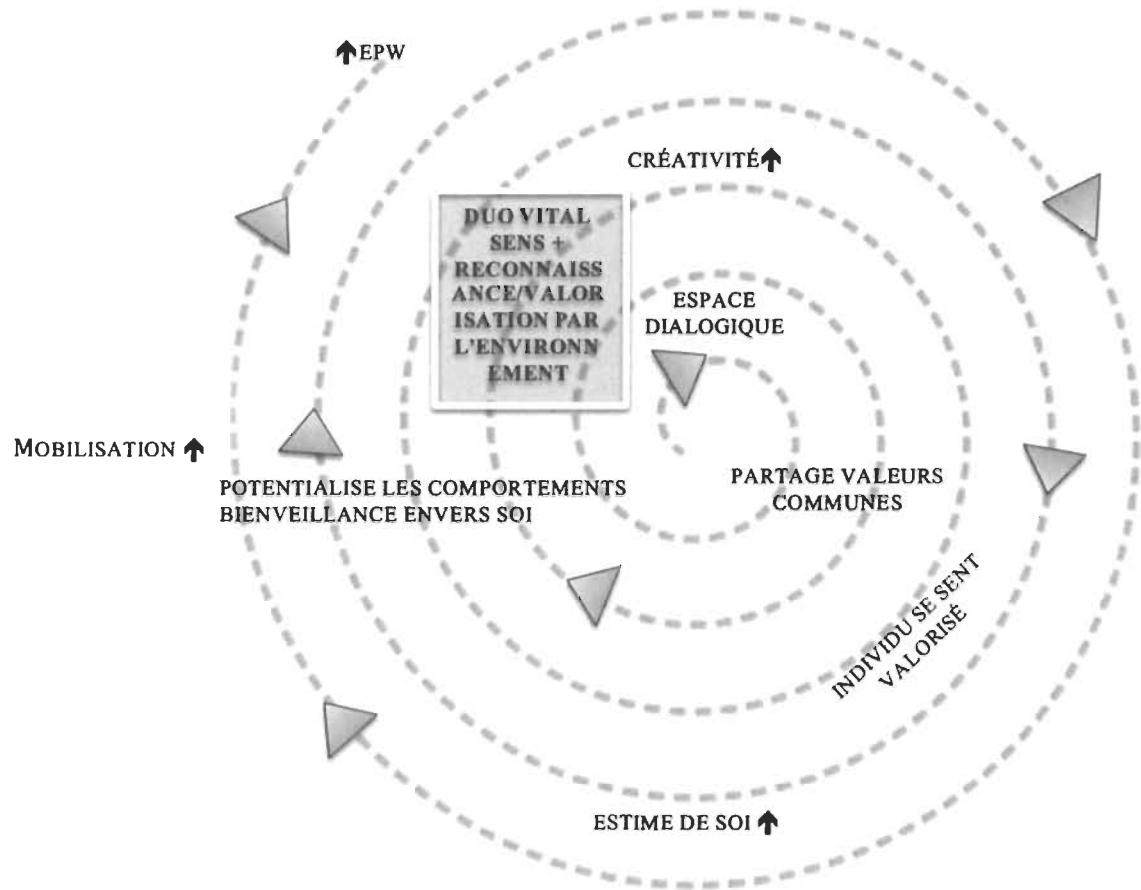 ↑EPW
CRÉATIVITÉ↑
DUO VITAL
SENS +
RECONNAISS
ANCE/VALOR
ISATION PAR
L'ENVIRONN
EMENT
ESPACE
DIALOGIQUE
MOBILISATION ↑
POTENTIALISE LES COMPORTEMENTS
BIENVEILLANCE ENVERS SOI
PARTAGE VALEURS
COMMUNES
INDIVIDU SE SENT
VALORISÉ
ESTIME DE SOI ↑